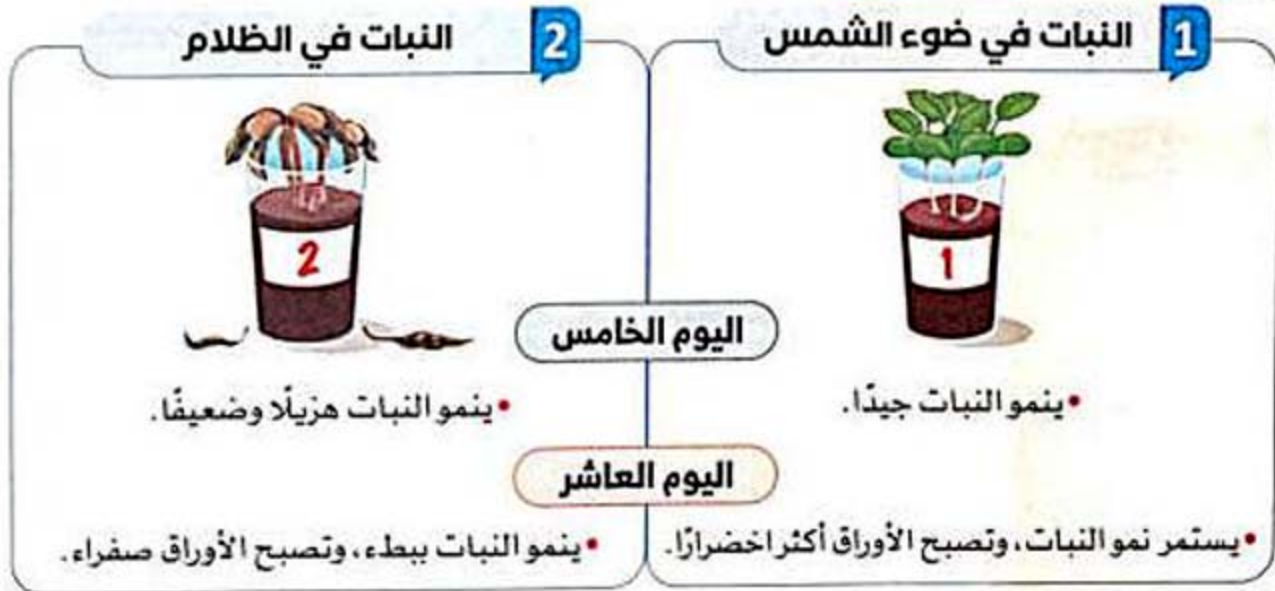 1 النبات في ضوء الشمس
2 النبات في الظلام
1
2
اليوم الخامس
•ينمو النبات جيدًا.
•ينمو النبات هزيلًا وضعيفًا.
اليوم العاشر
•يستمر نمو النبات، وتصبح الأوراق أكثر اخضرارًا.
•ينمو النبات ببطء، وتصبح الأوراق صفراء.